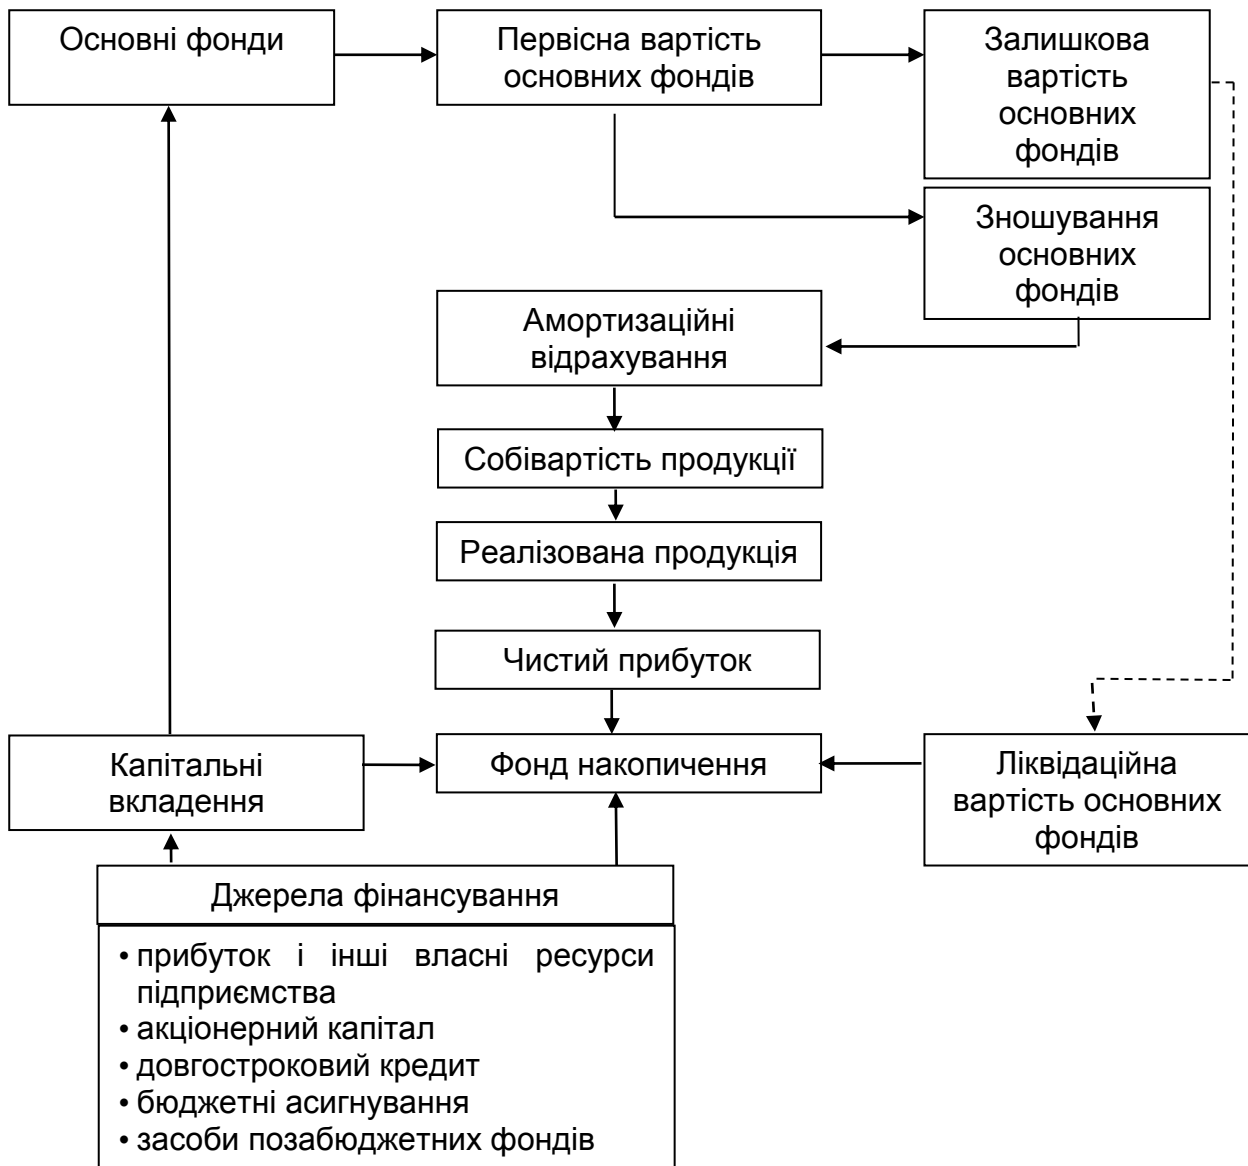 Основні фонди
Первісна вартість
основних фондів
Залишкова
вартість
основних
фондів
Зношування
основних
фондів
Амортизаційні
відрахування
Собівартість продукції
Реалізована продукція
Чистий прибуток
Капітальні
вкладення
Фонд накопичення
Ліквідаційна
вартість основних
фондів
Джерела фінансування
• прибуток і інші власні ресурси
підприємства
• акціонерний капітал
• довгостроковий кредит
• бюджетні асигнування
• засоби позабюджетних фондів